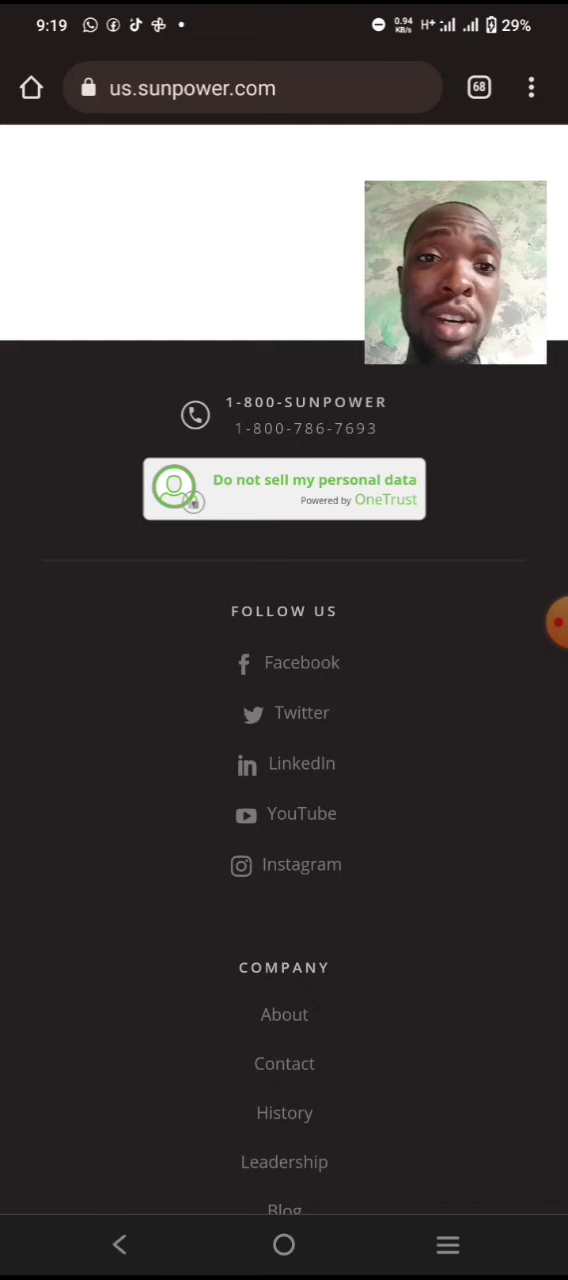 9:19
0.94
KB/s
H+
29%
us.sunpower.com
68
1-800-SUNPOWER
1-800-786-7693
Do not sell my personal data
Powered by OneTrust
FOLLOW US
Facebook
Twitter
LinkedIn
YouTube
Instagram
COMPANY
About
Contact
History
Leadership
Blog